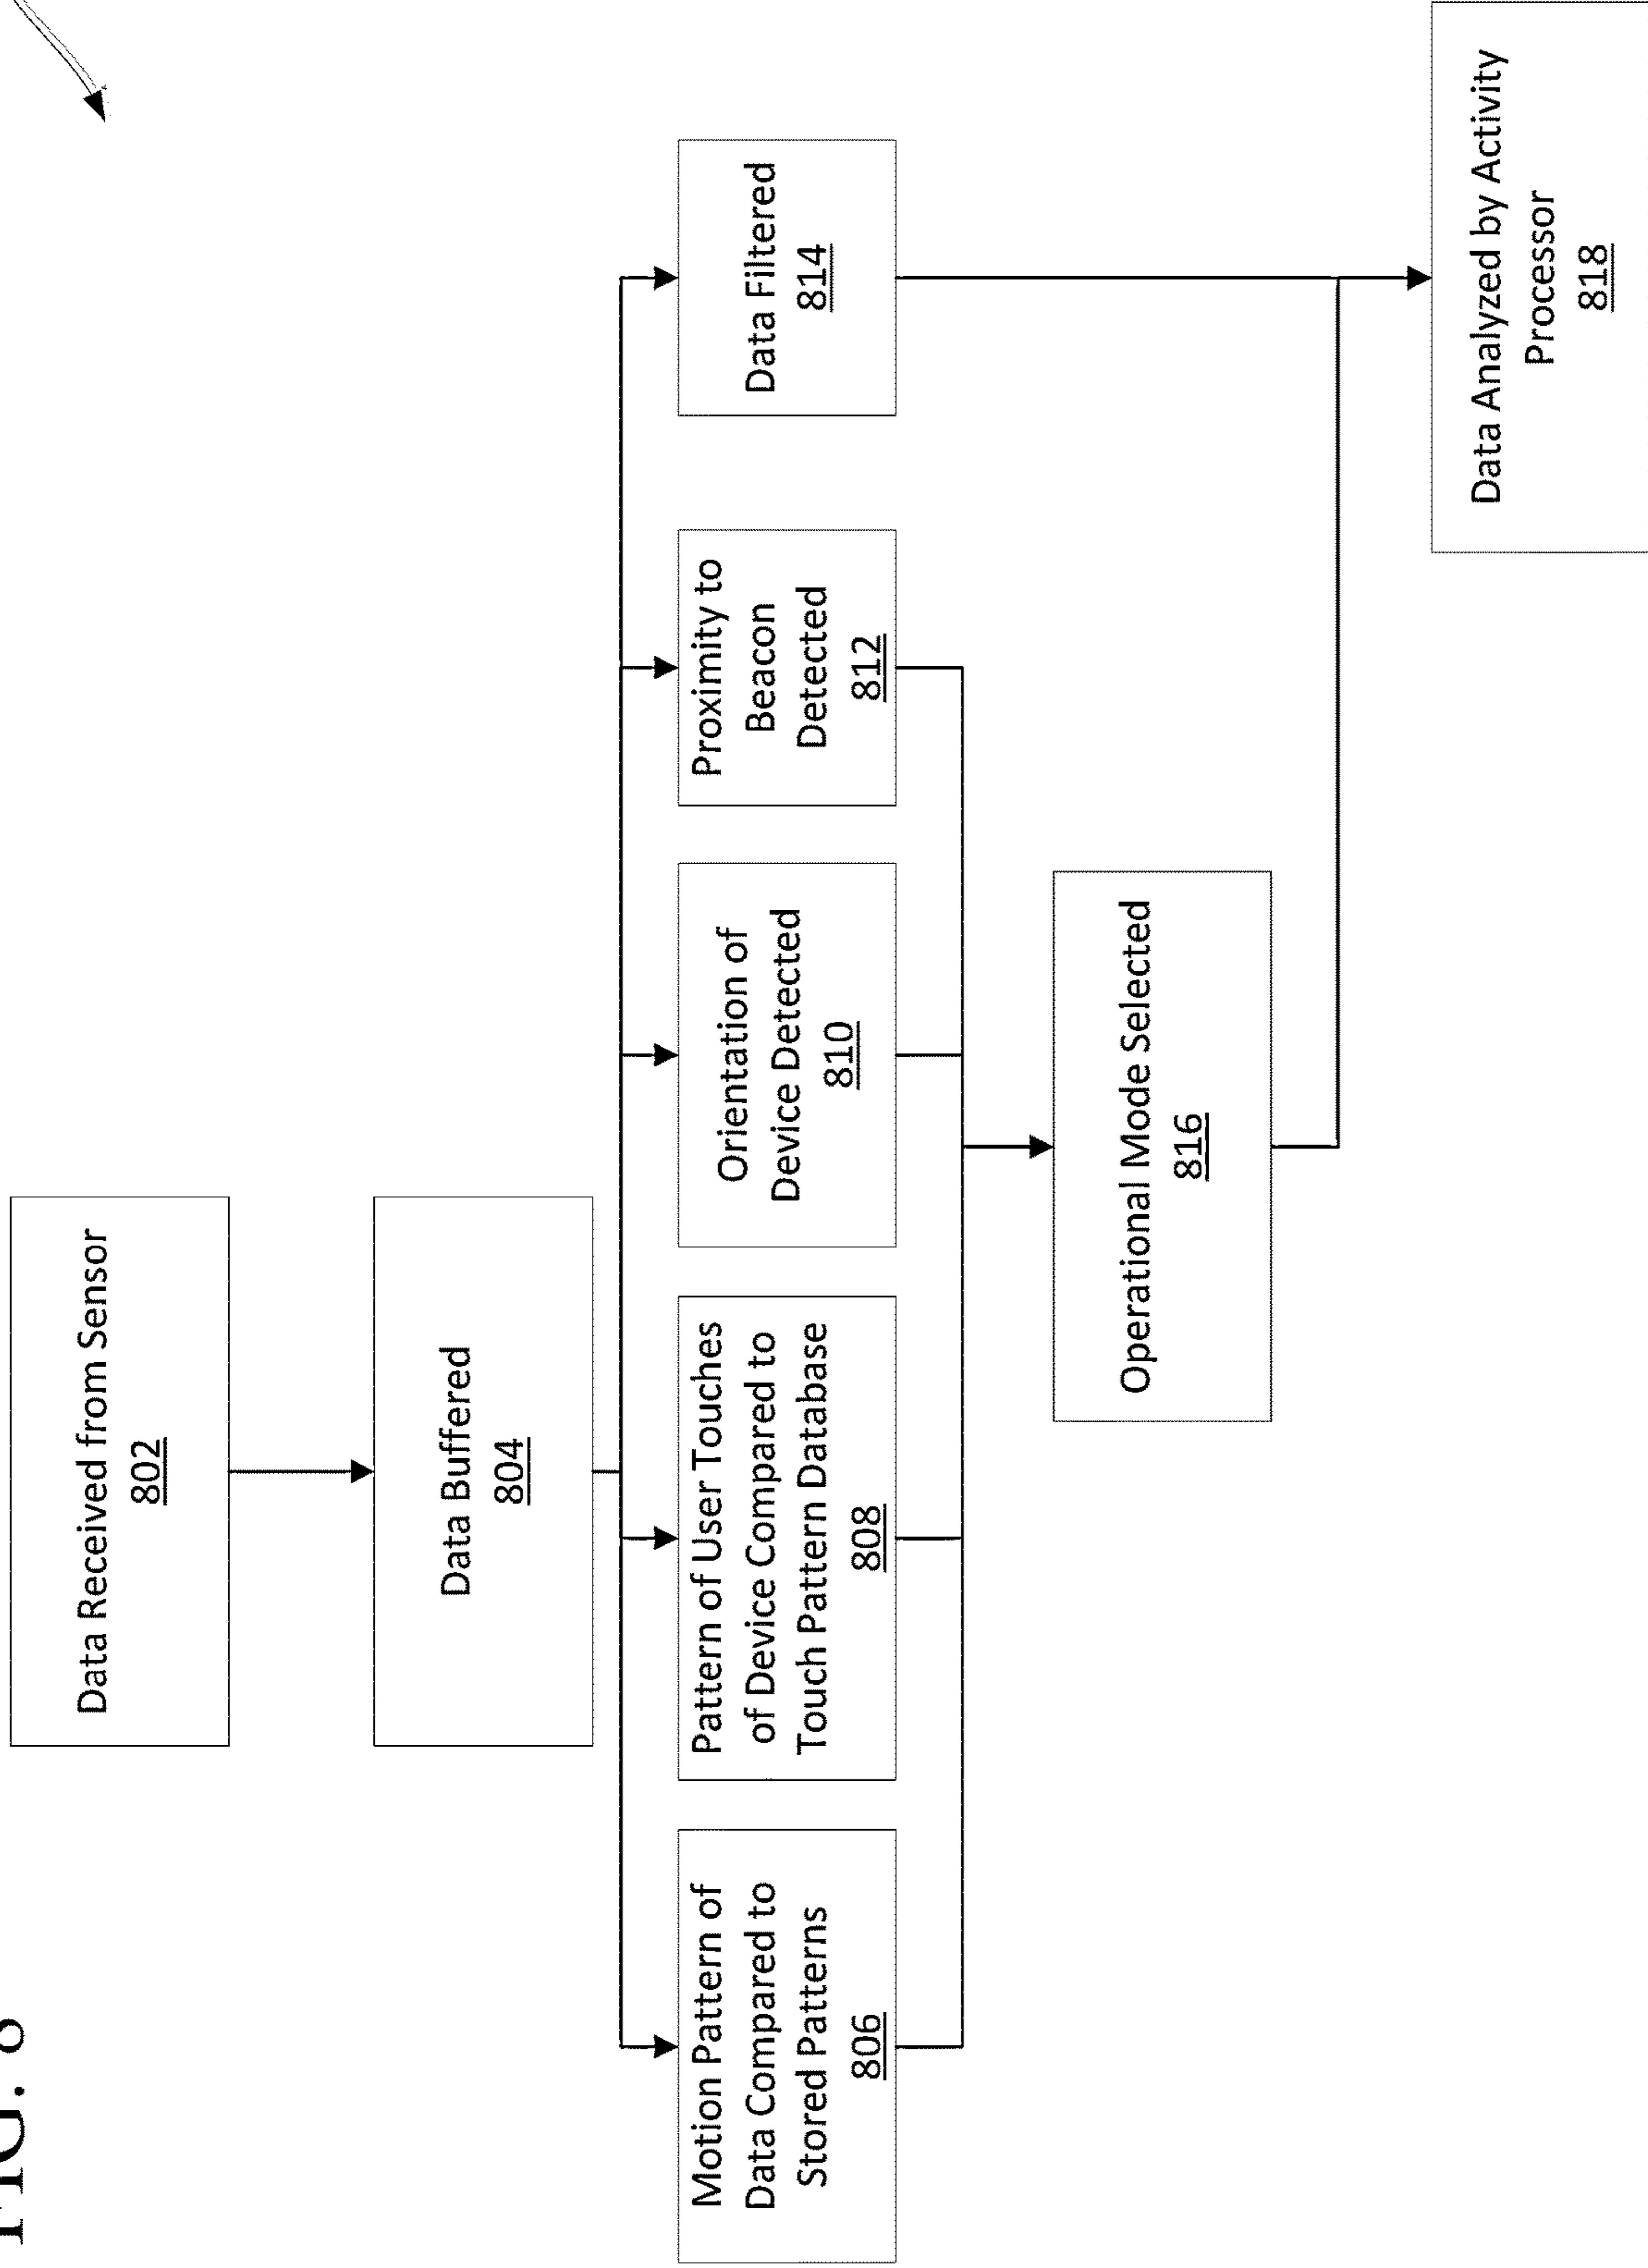 FIG. 8
Data Received from Sensor
802
Data Buffered
804
Motion Pattern of
Data Compared to
Stored Patterns
806
Pattern of User Touches
of Device Compared to
Touch Pattern Database
808
Orientation of
Device Detected
810
Proximity to
Beacon
Detected
812
Data Filtered
814
Operational Mode Selected
816
Data Analyzed by Activity
Processor
818